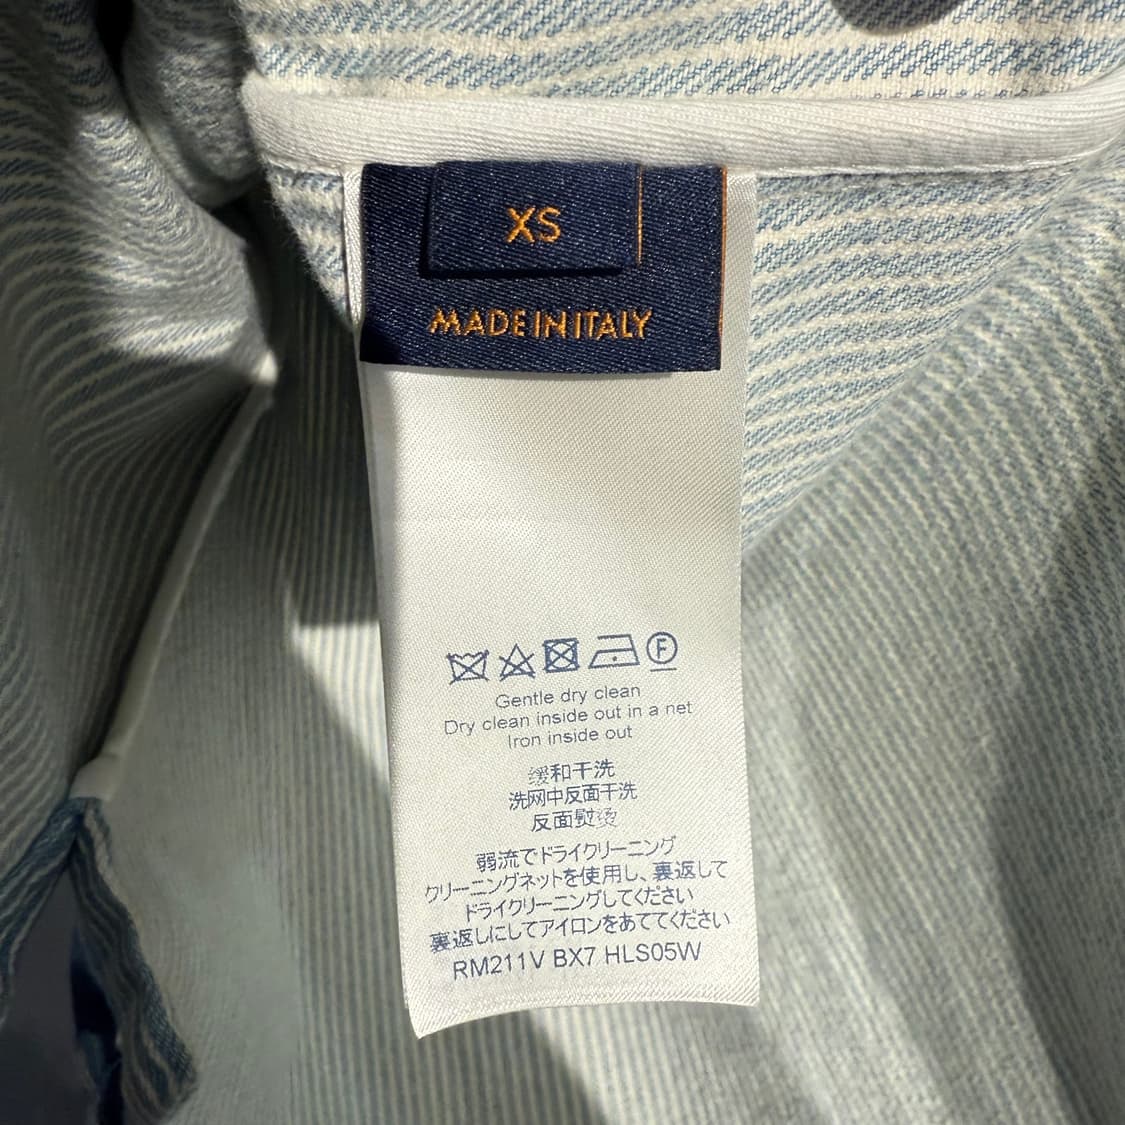 XS
MADE IN ITALY
F
Gentle dry clean
Dry clean inside out in a net
Iron inside out
缓和干洗
洗网中反面干洗
反面熨烫
弱流でドライクリーニング
クリーニングネットを使用し、裏返して
ドライクリーニングしてください
裏返しにしてアイロンをあててください
RM211V BX7 HLS05W